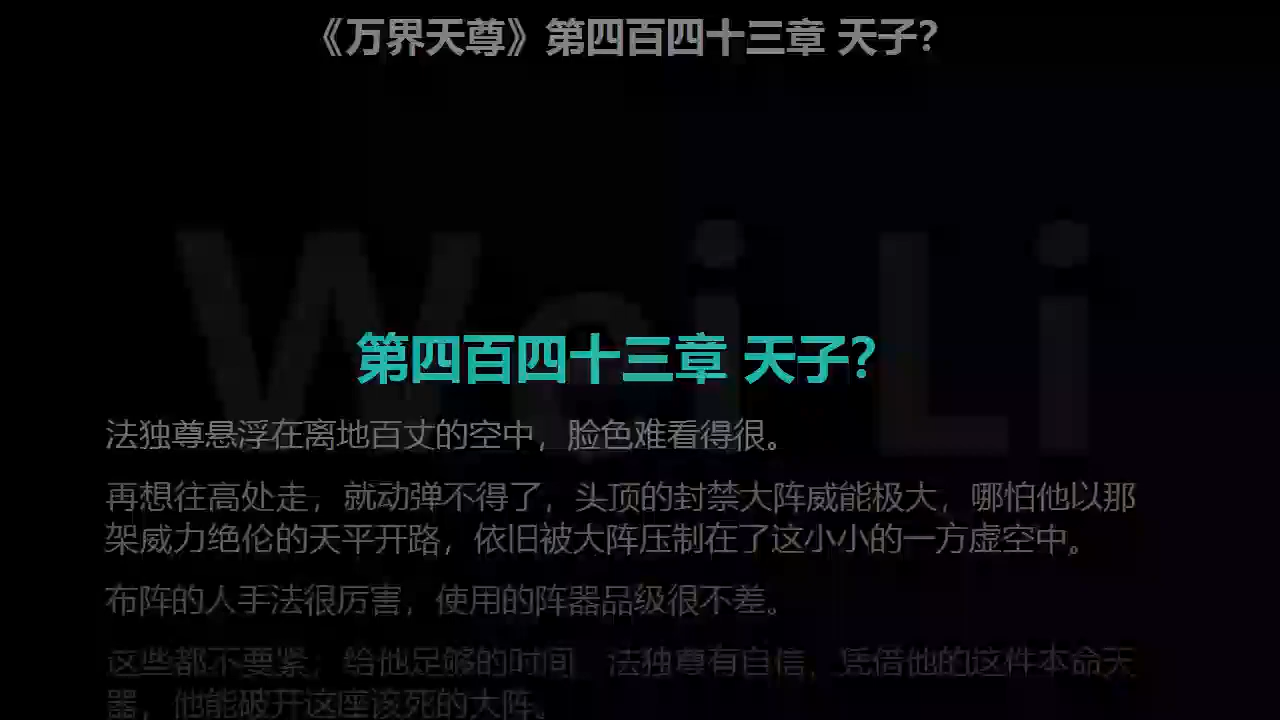 《万界天尊》第四百四十三章 天子？
Wei Li
第四百四十三章 天子？
法独尊悬浮在离地百丈的空中，脸色难看得很。
再想往高处走，就动弹不得了，头顶的封禁大阵威能极大，哪怕他以那
架威力绝伦的天平开路，依旧被大阵压制在了这小小的一方虚空中。
布阵的人手法很厉害，使用的阵器品级很不差。
这些都不要紧，给他足够的时间，法独尊有自信，凭借他的这件本命天
器，他能破开这座该死的大阵。